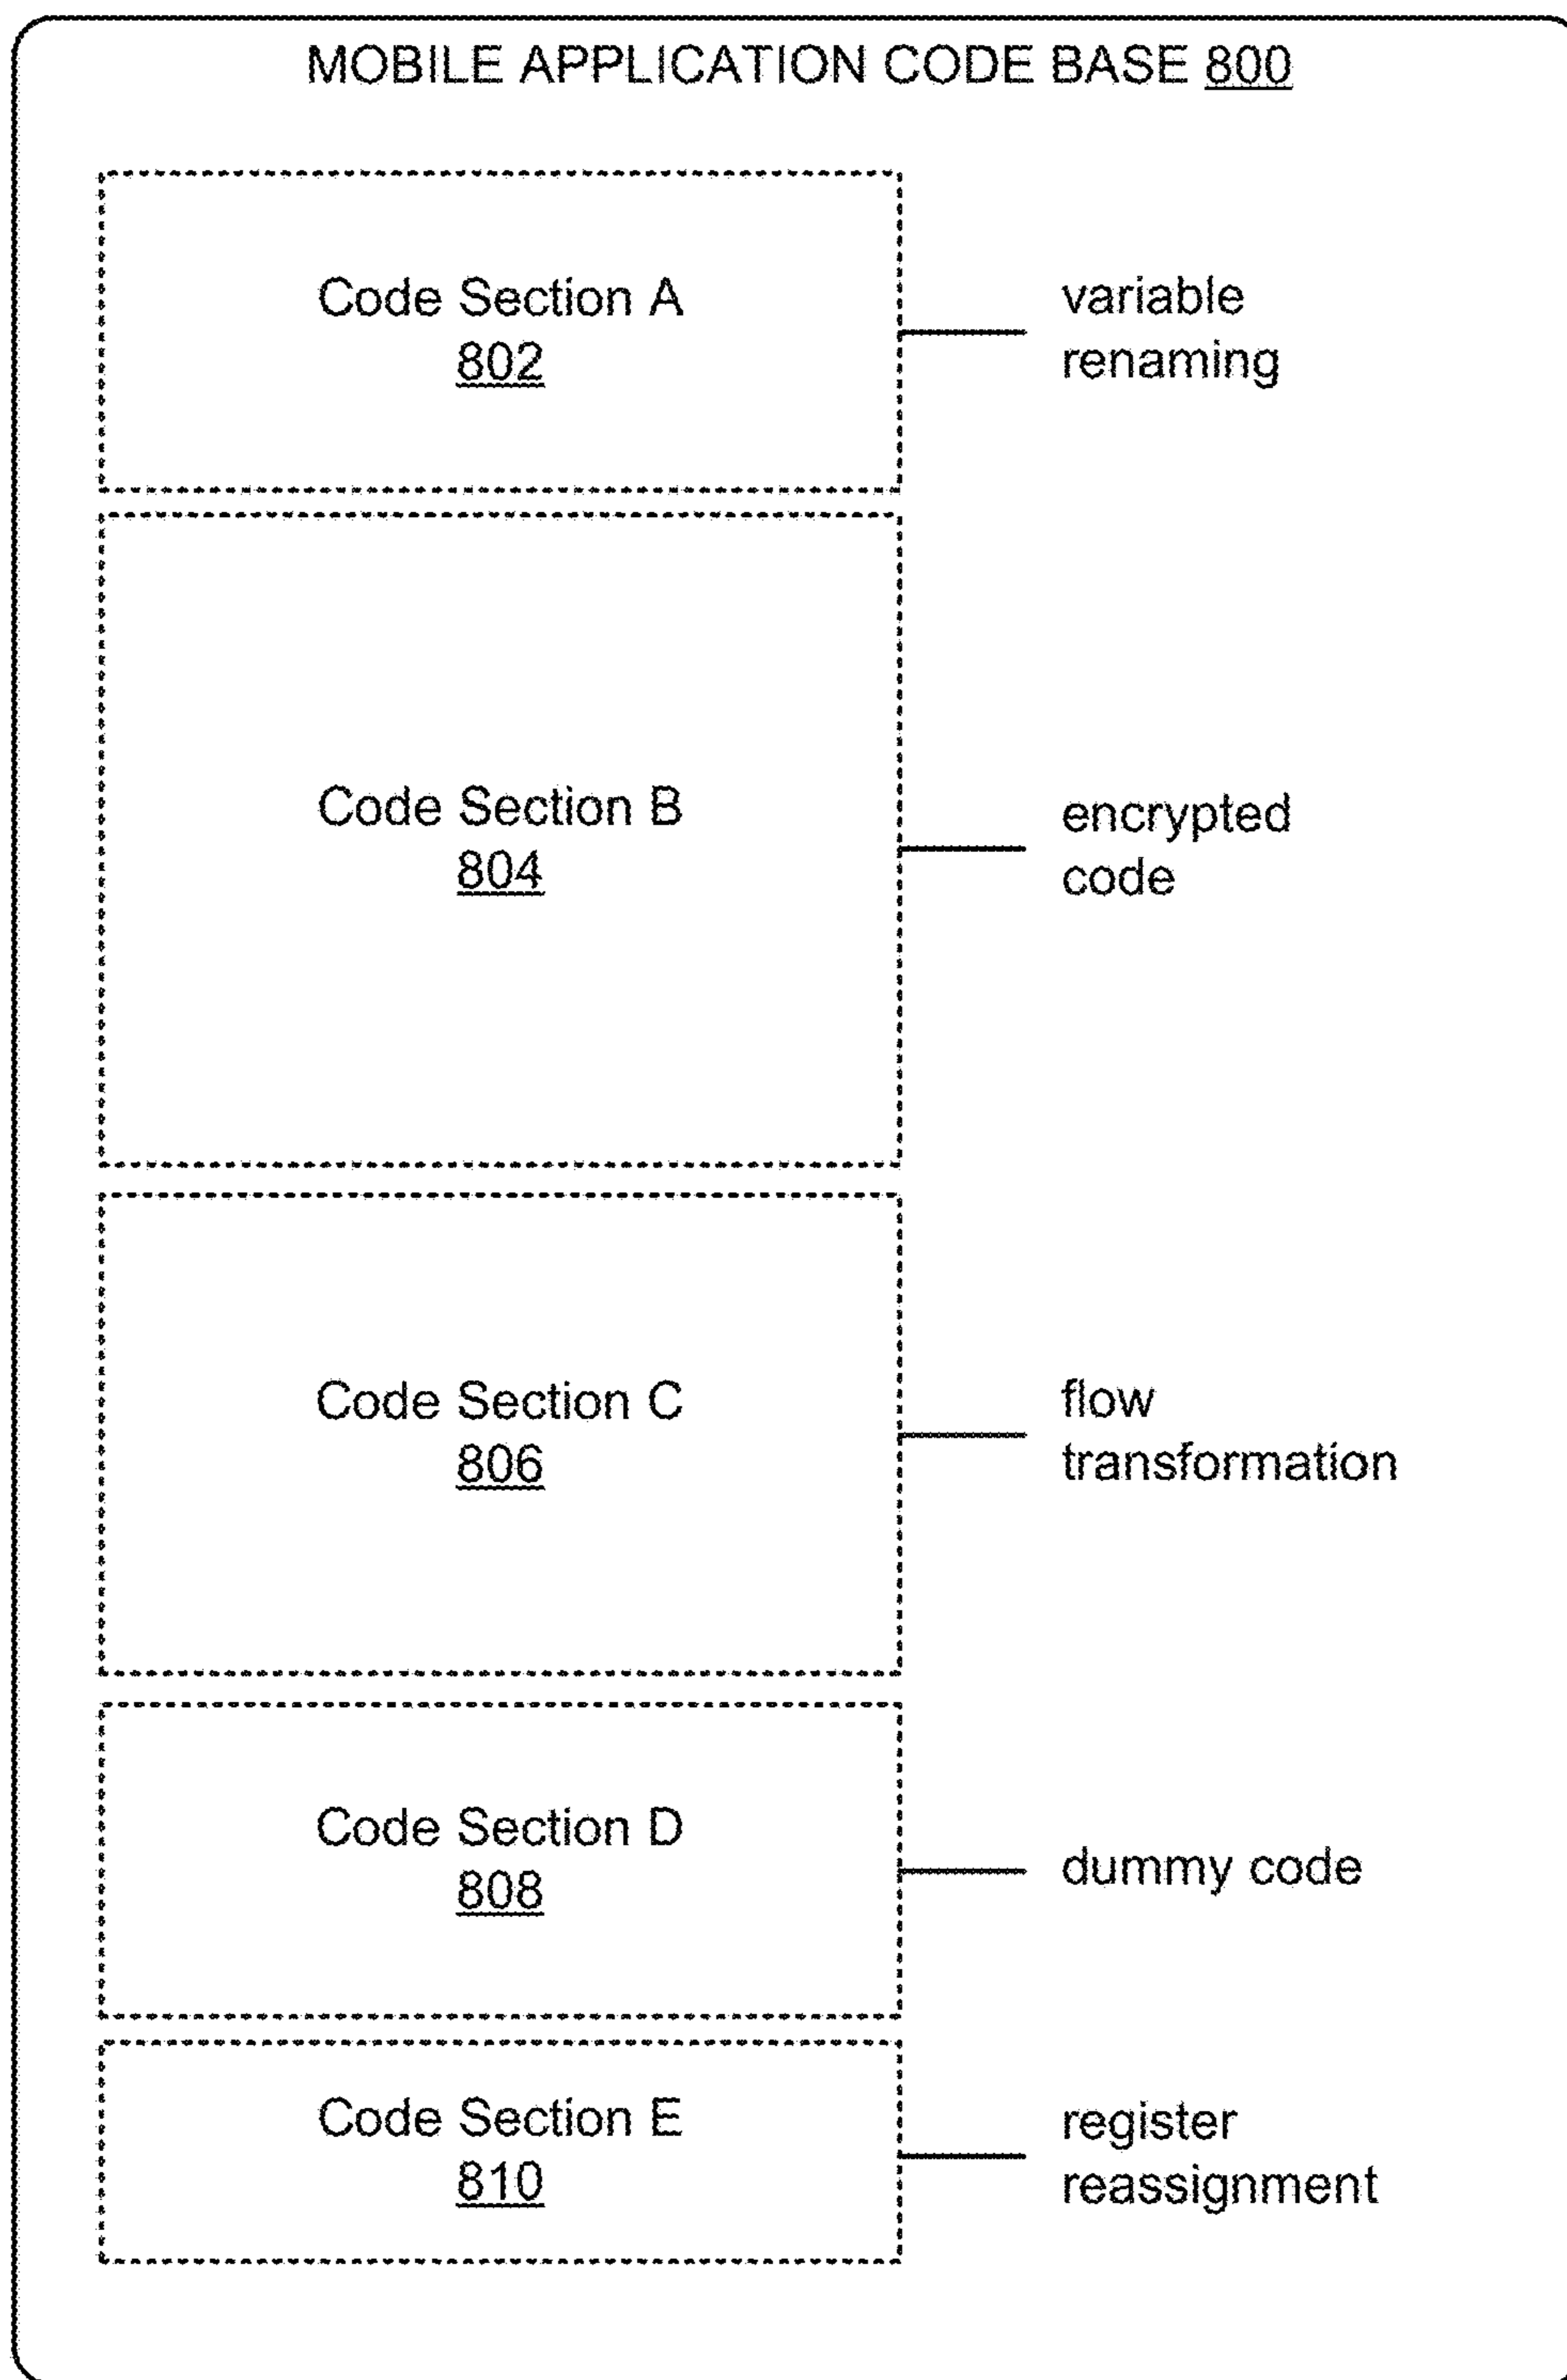 MOBILE APPLICATION CODE BASE 800
Code Section A
802
variable
renaming
Code Section B
804
encrypted
code
Code Section C
806
flow
transformation
Code Section D
808
dummy code
Code Section E
810
register
reassignment